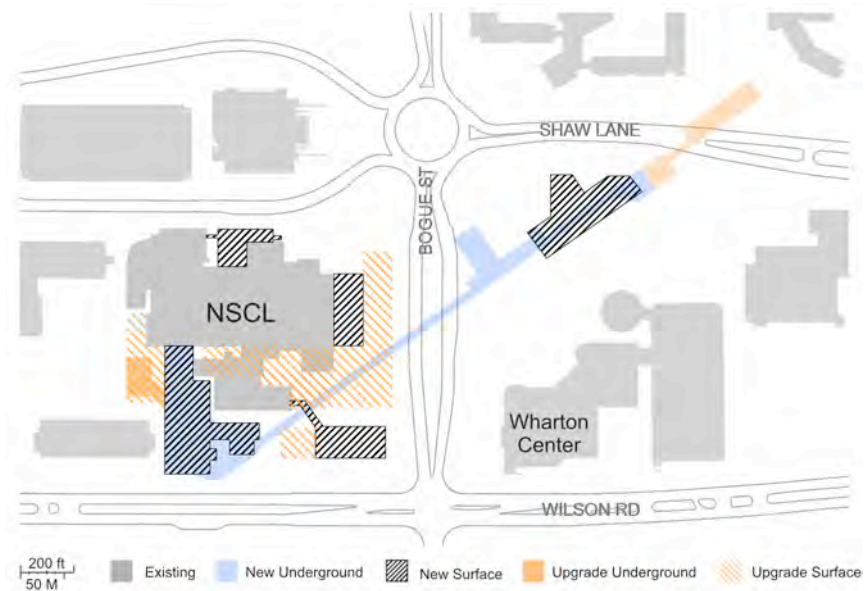 SHAW LANE
BOGUE ST
NSCL
Wharton
Center
WILSON RD
200 ft
50 M
Existing
New Underground
New Surface
Upgrade Underground
Upgrade Surface